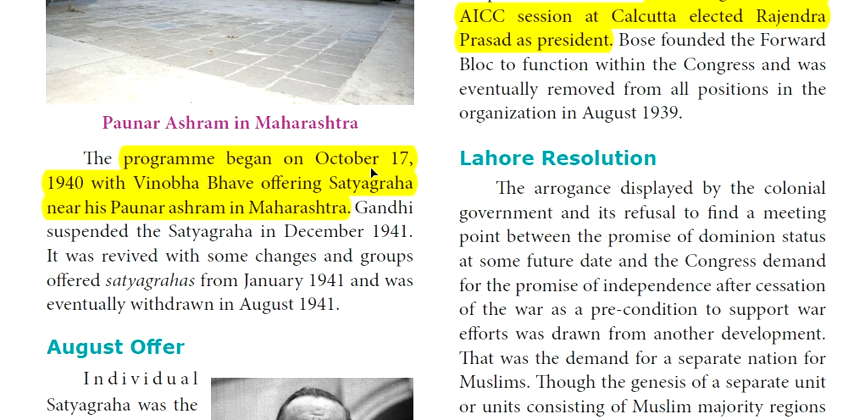 Paunar Ashram in Maharashtra
The programme began on October 17,
1940 with Vinobha Bhave offering Satyagraha
near his Paunar ashram in Maharashtra. Gandhi
suspended the Satyagraha in December 1941.
It was revived with some changes and groups
offered satyagrahas from January 1941 and was
eventually withdrawn in August 1941.
August Offer
Individual
Satyagraha was the
AICC session at Calcutta elected Rajendra
Prasad as president. Bose founded the Forward
Bloc to function within the Congress and was
eventually removed from all positions in the
organization in August 1939.
Lahore Resolution
The arrogance displayed by the colonial
government and its refusal to find a meeting
point between the promise of dominion status
at some future date and the Congress demand
for the promise of independence after cessation
of the war as a pre-condition to support war
efforts was drawn from another development.
That was the demand for a separate nation for
Muslims. Though the genesis of a separate unit
or units consisting of Muslim majority regions